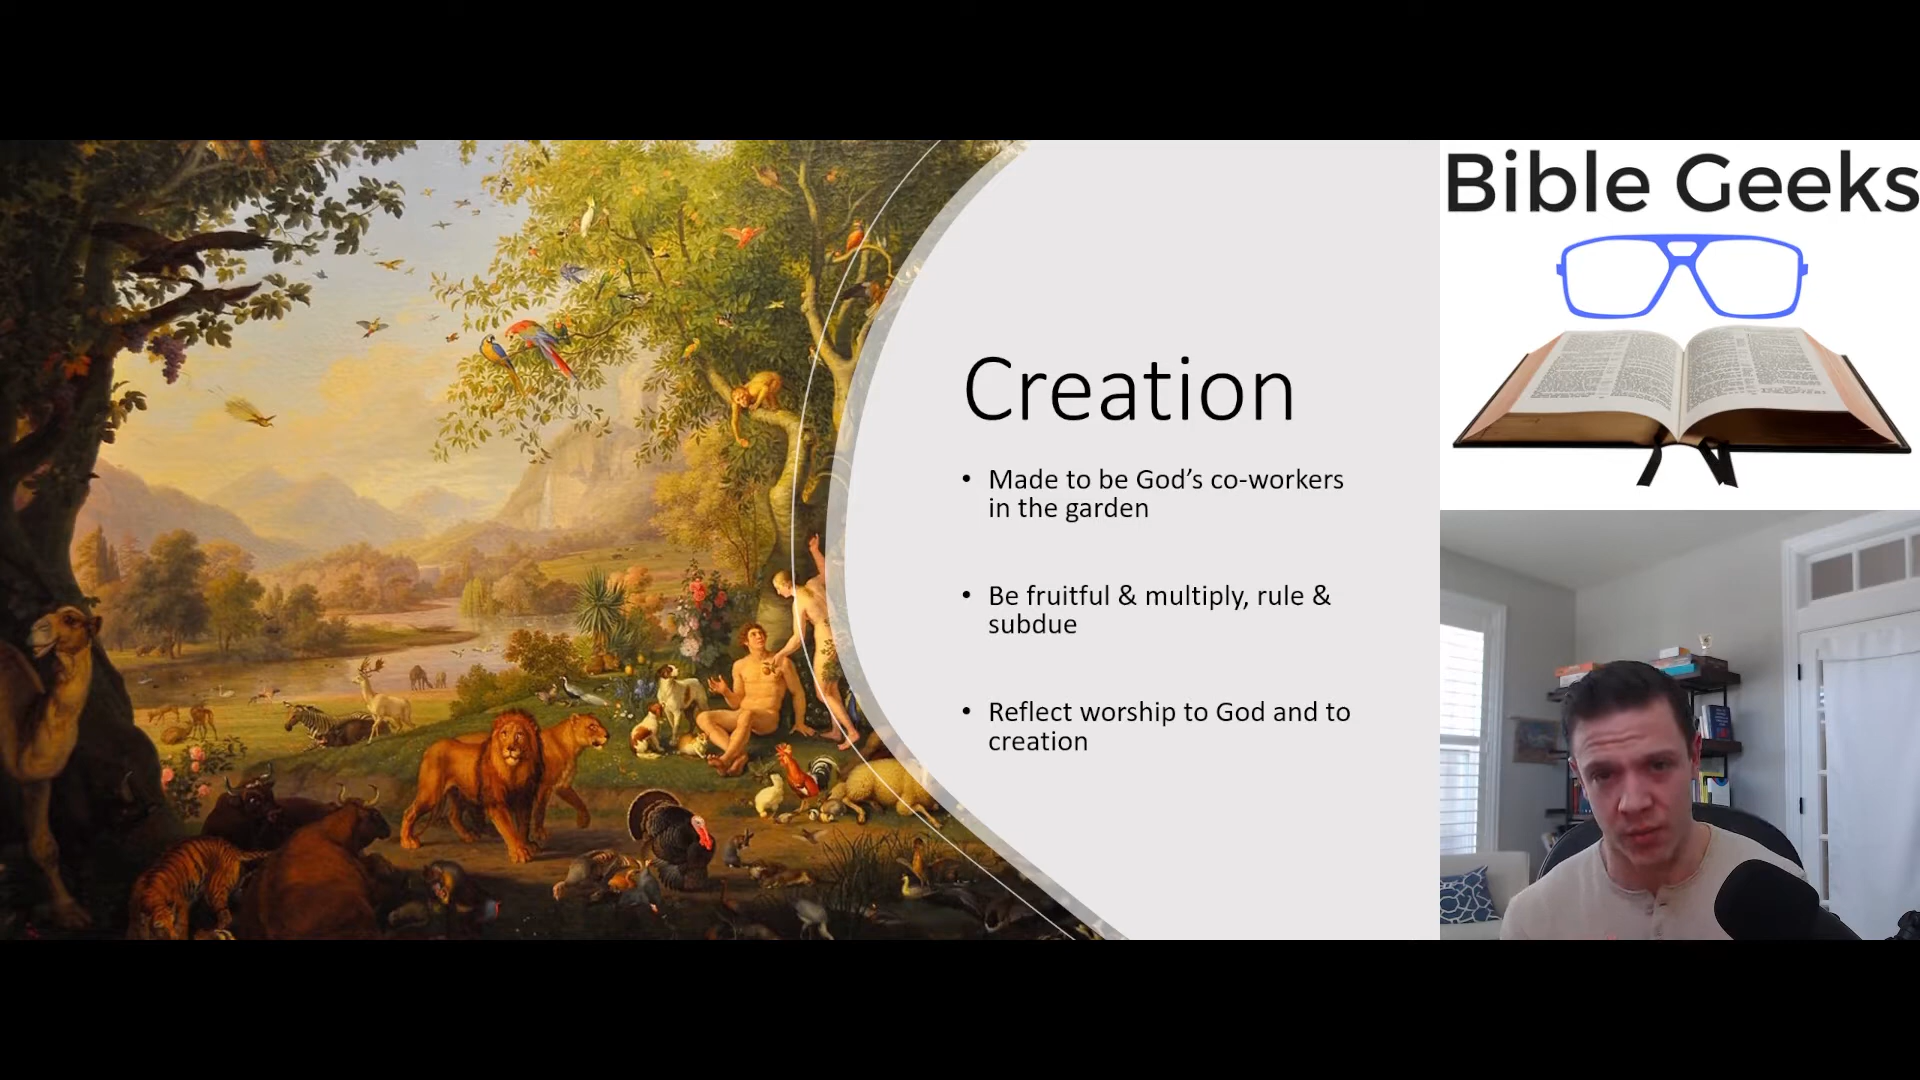 Bible Geeks
Creation
• Made to be God’s co-workers
in the garden
• Be fruitful & multiply, rule &
subdue
• Reflect worship to God and to
creation